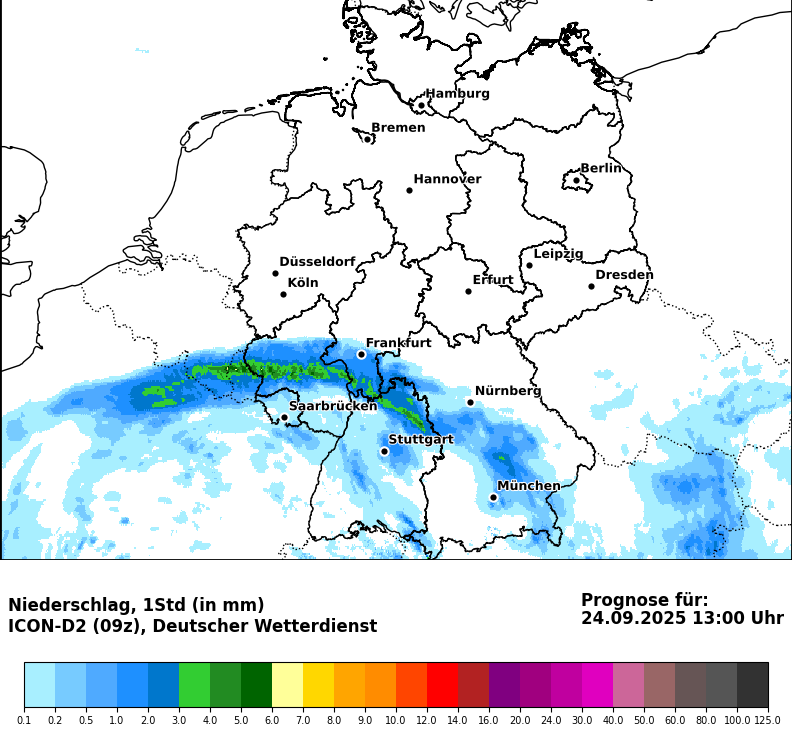 Hamburg
Bremen
Berlin
Hannover
Leipzig
Düsseldorf
Dresden
Köln
Erfurt
Frankfurt
Nürnberg
Saarbrücken
Stuttgart
München
Niederschlag, 1Std (in mm)
ICON-D2 (09z), Deutscher Wetterdienst
Prognose für:
24.09.2025 13:00 Uhr
0.1 0.2 0.5 1.0 2.0 3.0 4.0 5.0 6.0 7.0 8.0 9.0 10.0 12.0 14.0 16.0 20.0 24.0 30.0 40.0 50.0 60.0 80.0 100.0 125.0